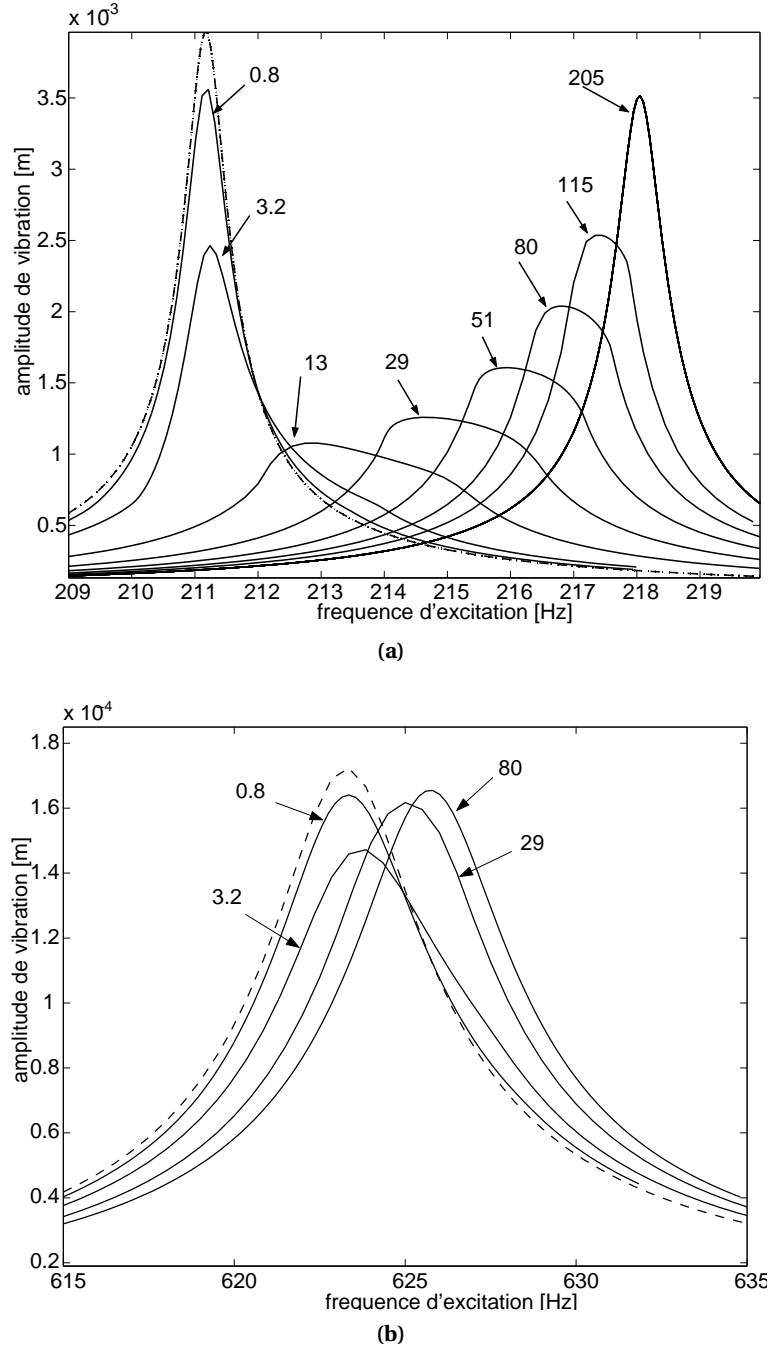 x 10-3
3.5
3
2.5
2
1.5
1
0.5
amplitude de vibration [m]
0.8
3.2
13
29
51
80
115
205
209 210 211 212 213 214 215 216 217 218 219
frequence d'excitation [Hz]
(a)
x 10-4
1.8
1.6
1.4
1.2
1
0.8
0.6
0.4
0.2
amplitude de vibration [m]
0.8
3.2
80
29
615 620 625 630 635
frequence d'excitation [Hz]
(b)